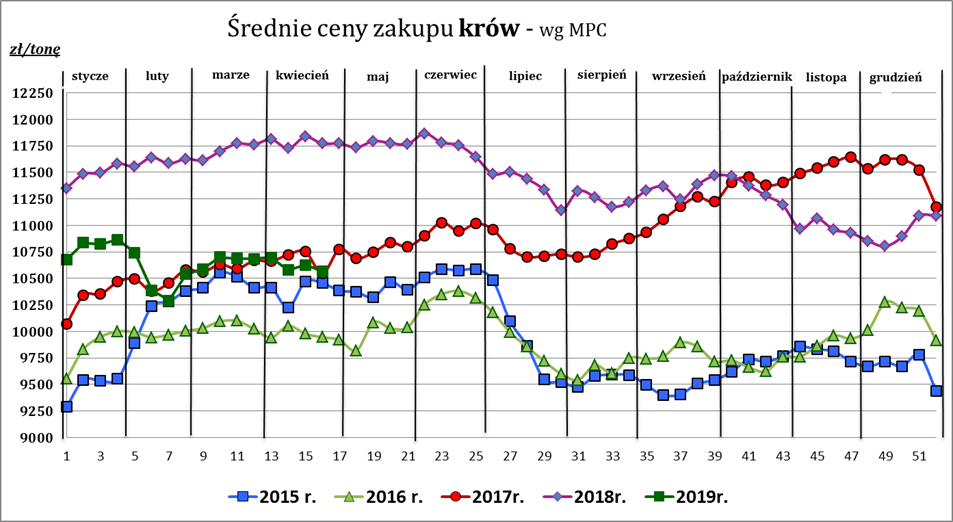 Średnie ceny zakupu krów - wg MPC
zł/tonę
stycze luty marze kwiecień maj czerwiec lipiec sierpień wrzesień październik listopa grudzień
12250
12000
11750
11500
11250
11000
10750
10500
10250
10000
9750
9500
9250
9000
1 3 5 7 9 11 13 15 17 19 21 23 25 27 29 31 33 35 37 39 41 43 45 47 49 51
2015 r. 2016 r. 2017r. 2018r. 2019r.